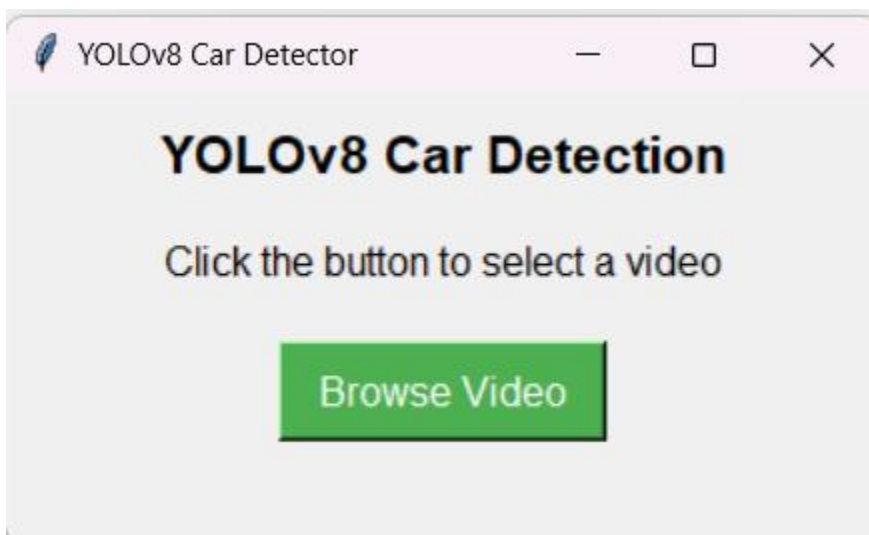 YOLOv8 Car Detector
YOLOv8 Car Detection
Click the button to select a video
Browse Video